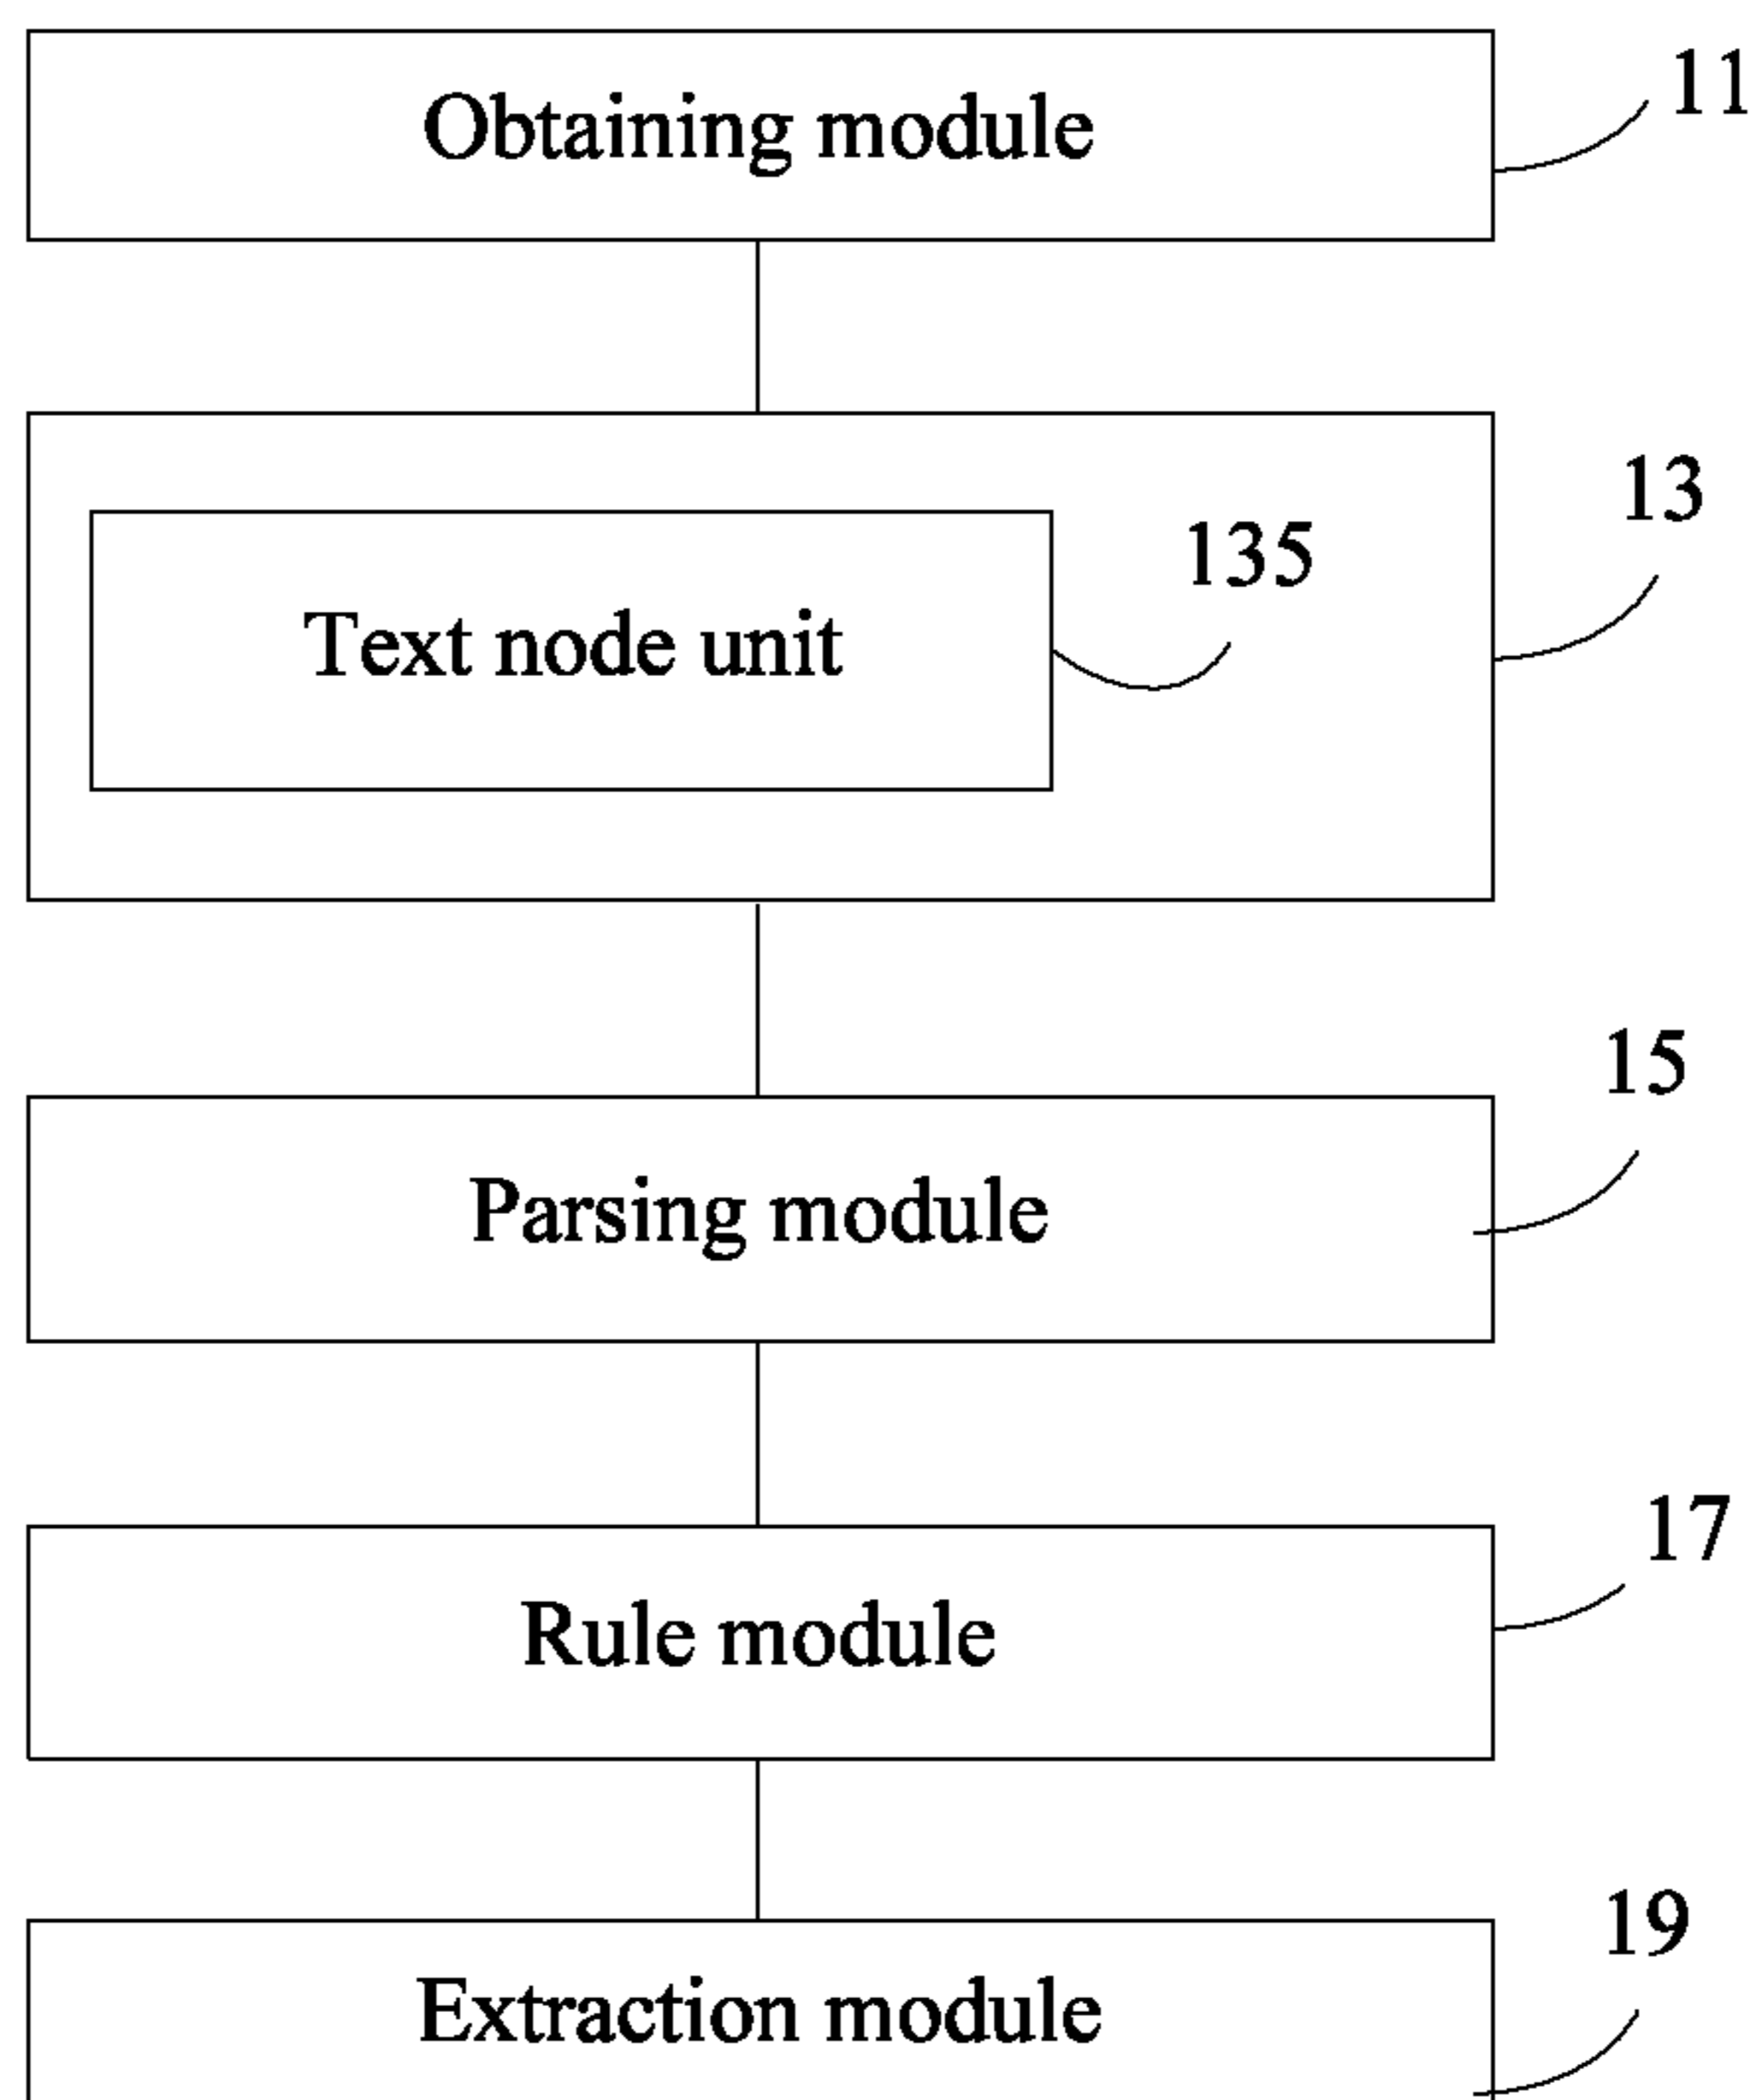 Obtaining module
11
13
135
Text node unit
15
Parsing module
17
Rule module
19
Extraction module